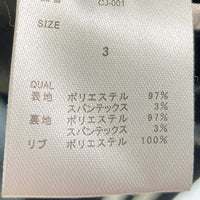 CJ-001
SIZE
3
QUAL
表地 ポリエステル 97%
スパンテックス 3%
裏地 ポリエステル 97%
スパンテックス 3%
リブ ポリエステル 100%